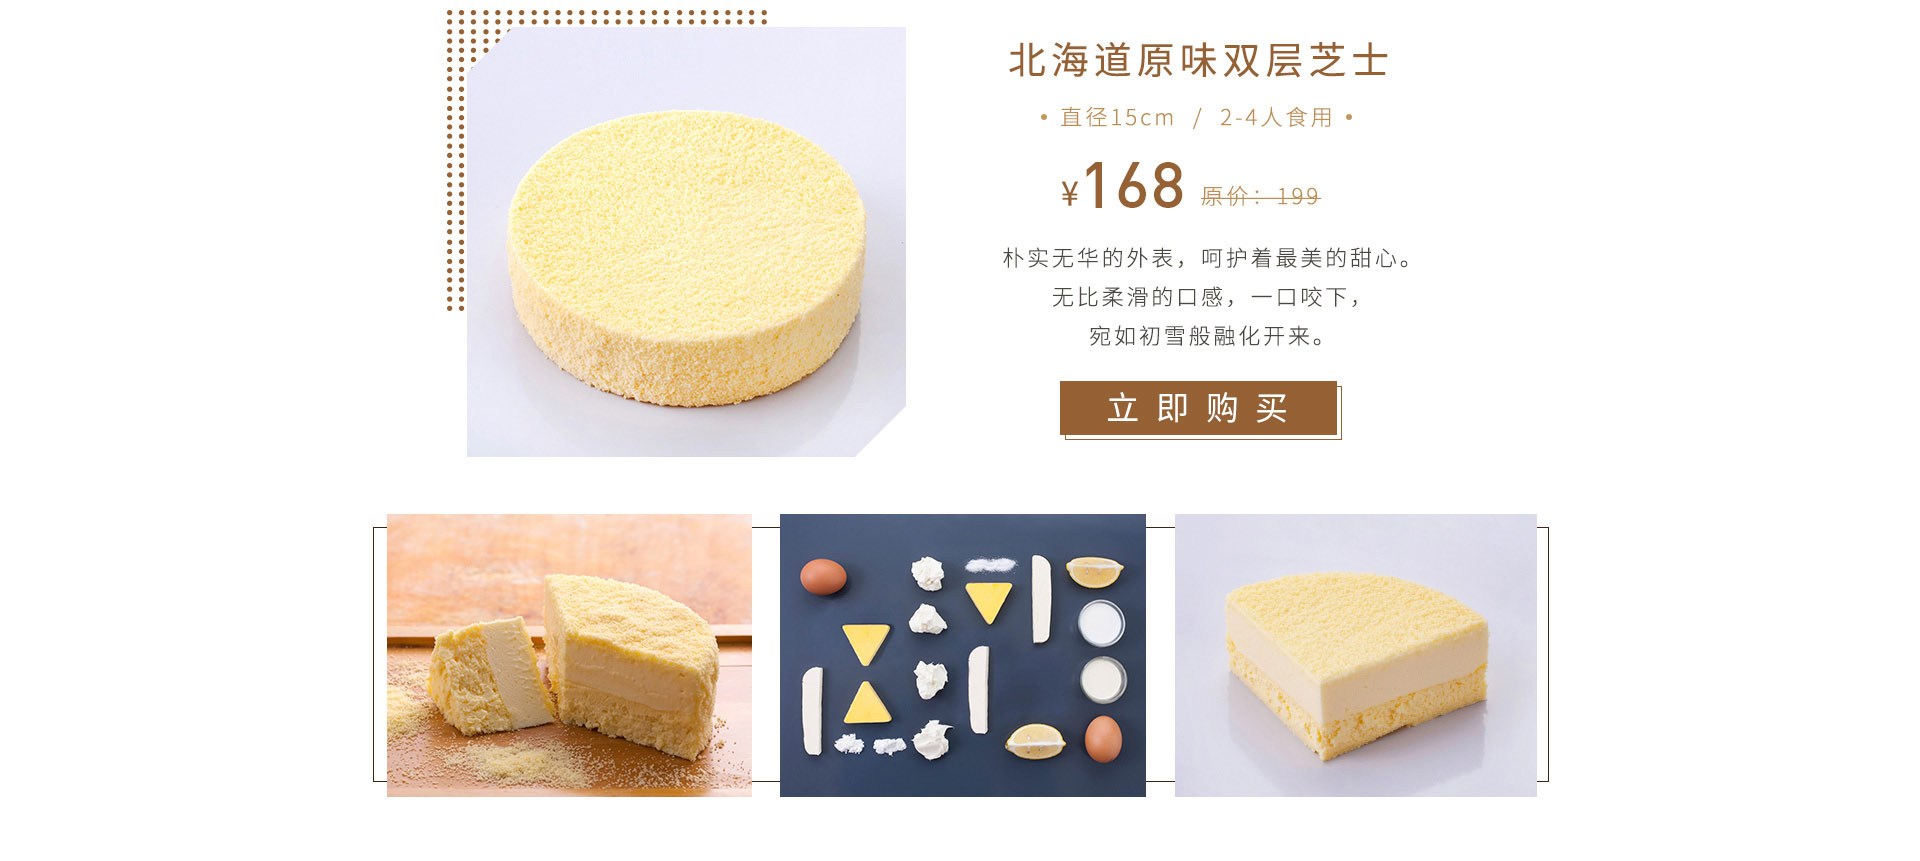 北海道原味双层芝士
• 直径15cm / 2-4人食用 •
¥168 原价：199
朴实无华的外表，呵护着最美的甜心。
无比柔滑的口感，一口咬下，
宛如初雪般融化开来。
立即购买